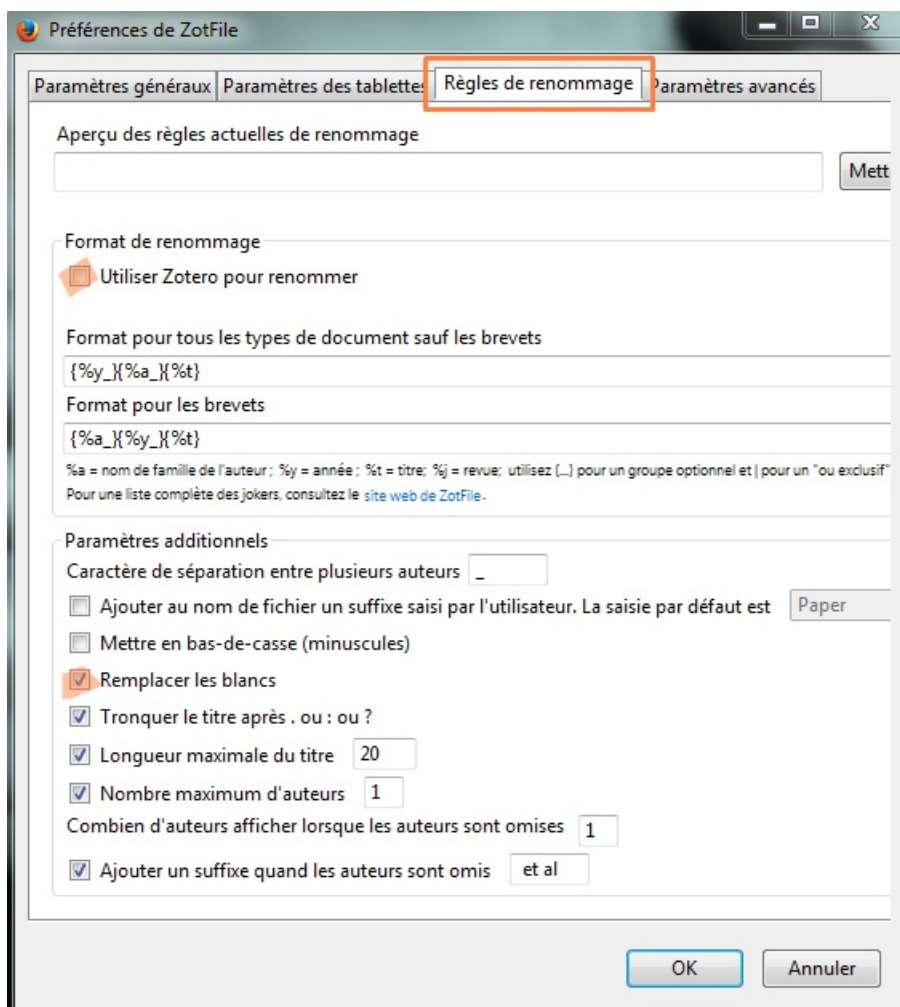 Préférences de ZotFile
Paramètres généraux Paramètres des tablettes Règles de renommage Paramètres avancés
Aperçu des règles actuelles de renommage
Mett
Format de renommage
Utiliser Zotero pour renommer
Format pour tous les types de document sauf les brevets
{%y_}{%a_}{%t}
Format pour les brevets
{%a_}{%y_}{%t}
%a = nom de famille de l'auteur ; %y = année ; %t = titre; %j = revue; utilisez {...} pour un groupe optionnel et | pour un "ou exclusif"
Pour une liste complète des jokers, consultez le site web de ZotFile.
Paramètres additionnels
Caractère de séparation entre plusieurs auteurs _
Ajouter au nom de fichier un suffixe saisi par l'utilisateur. La saisie par défaut est Paper
Mettre en bas-de-casse (minuscules)
Remplacer les blancs
Tronquer le titre après . ou : ou ?
Longueur maximale du titre 20
Nombre maximum d'auteurs 1
Combien d'auteurs afficher lorsque les auteurs sont omises 1
Ajouter un suffixe quand les auteurs sont omis et al
OK Annuler